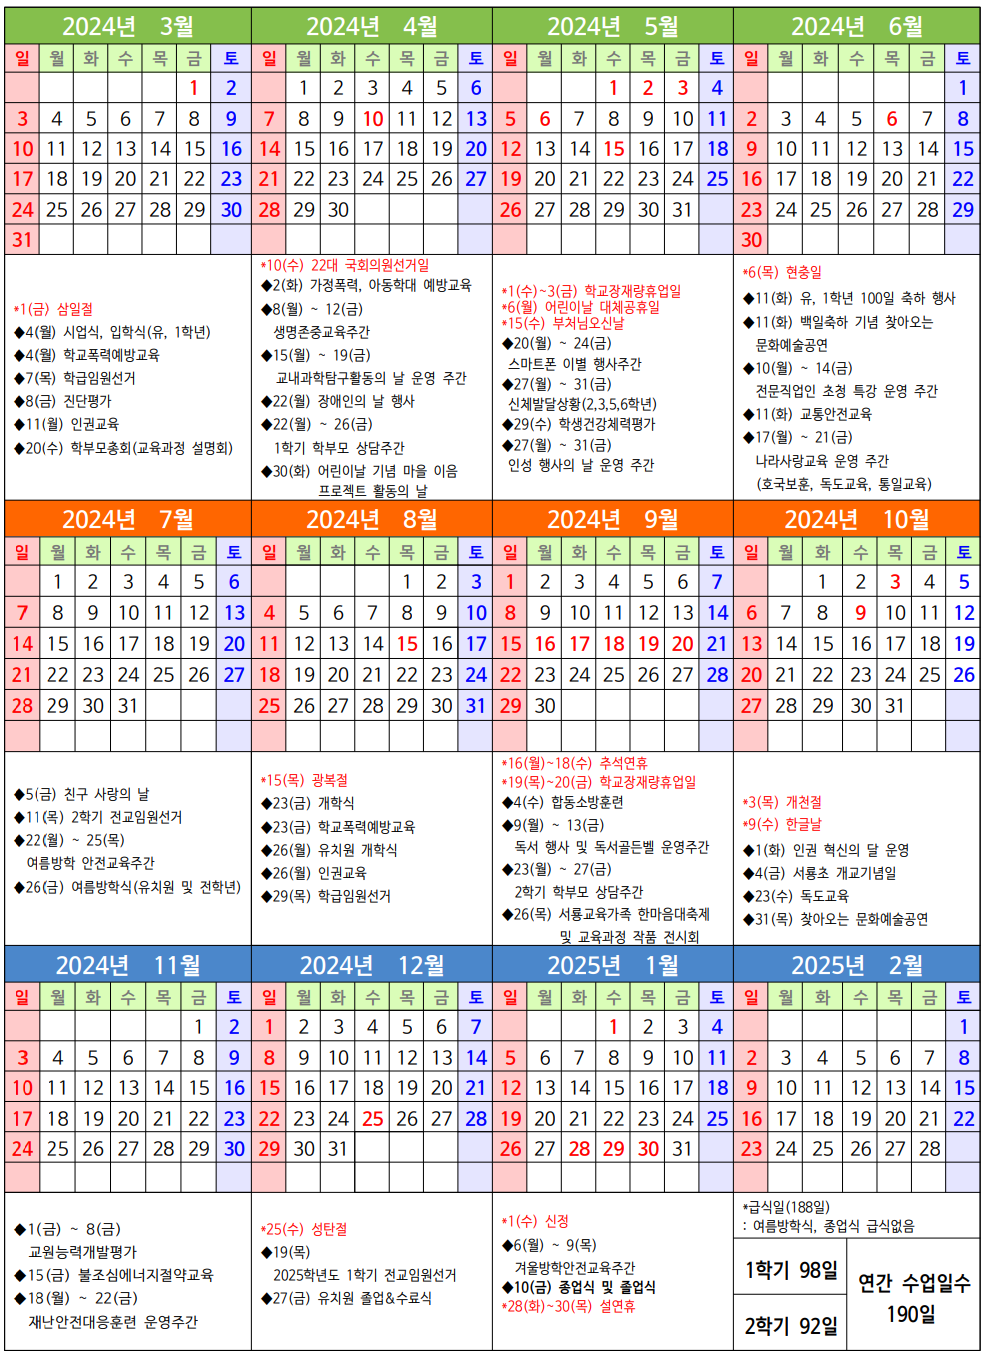 2024년 3월 2024년 4월 2024년 5월 2024년 6월
일 월 화 수 목 금 토 일 월 화 수 목 금 토 일 월 화 수 목 금 토 일 월 화 수 목 금 토
1 2 1 2 3 4 5 6 1 2 3 4 1
3 4 5 6 7 8 9 7 8 9 10 11 12 13 5 6 7 8 9 10 11 2 3 4 5 6 7 8
10 11 12 13 14 15 16 14 15 16 17 18 19 20 12 13 14 15 16 17 18 9 10 11 12 13 14 15
17 18 19 20 21 22 23 21 22 23 24 25 26 27 19 20 21 22 23 24 25 16 17 18 19 20 21 22
24 25 26 27 28 29 30 28 29 30 26 27 28 29 30 31 23 24 25 26 27 28 29
31 30
*1(금) 삼일절
◆4(월) 시업식, 입학식(유, 1학년)
◆4(월) 학교폭력예방교육
◆7(목) 학급임원선거
◆8(금) 진단평가
◆11(월) 인권교육
◆20(수) 학부모총회(교육과정 설명회)
*10(수) 22대 국회의원선거일
◆2(화) 가정폭력, 아동학대 예방교육
◆8(월) ~ 12(금)
생명존중교육주간
◆15(월) ~ 19(금)
교내과학탐구활동의 날 운영 주간
◆22(월) 장애인의 날 행사
◆22(월) ~ 26(금)
1학기 학부모 상담주간
◆30(화) 어린이날 기념 마을 이음
프로젝트 활동의 날
*1(수)~3(금) 학교장재량휴업일
*6(월) 어린이날 대체공휴일
*15(수) 부처님오신날
◆20(월) ~ 24(금)
스마트폰 이별 행사주간
◆27(월) ~ 31(금)
신체발달상황(2,3,5,6학년)
◆29(수) 학생건강체력평가
◆27(월) ~ 31(금)
인성 행사의 날 운영 주간
*6(목) 현충일
◆11(화) 유, 1학년 100일 축하 행사
◆11(화) 백일축하 기념 찾아오는
문화예술공연
◆10(월) ~ 14(금)
전문직업인 초청 특강 운영 주간
◆11(화) 교통안전교육
◆17(월) ~ 21(금)
나라사랑교육 운영 주간
(호국보훈, 독도교육, 통일교육)
2024년 7월 2024년 8월 2024년 9월 2024년 10월
일 월 화 수 목 금 토 일 월 화 수 목 금 토 일 월 화 수 목 금 토 일 월 화 수 목 금 토
1 2 3 4 5 6 1 2 3 1 2 3 4 5 6 7 1 2 3 4 5
7 8 9 10 11 12 13 4 5 6 7 8 9 10 8 9 10 11 12 13 14 6 7 8 9 10 11 12
14 15 16 17 18 19 20 11 12 13 14 15 16 17 15 16 17 18 19 20 21 13 14 15 16 17 18 19
21 22 23 24 25 26 27 18 19 20 21 22 23 24 22 23 24 25 26 27 28 20 21 22 23 24 25 26
28 29 30 31 25 26 27 28 29 30 31 29 30 27 28 29 30 31
◆5(금) 친구 사랑의 날
◆11(목) 2학기 전교임원선거
◆22(월) ~ 25(목)
여름방학 안전교육주간
◆26(금) 여름방학식(유치원 및 전학년)
*15(목) 광복절
◆23(금) 개학식
◆23(금) 학교폭력예방교육
◆26(월) 유치원 개학식
◆26(월) 인권교육
◆29(목) 학급임원선거
*16(월)~18(수) 추석연휴
*19(목)~20(금) 학교장재량휴업일
◆4(수) 합동소방훈련
◆9(월) ~ 13(금)
독서 행사 및 독서골든벨 운영주간
◆23(월) ~ 27(금)
2학기 학부모 상담주간
◆26(목) 서룡교육가족 한마음대축제
및 교육과정 작품 전시회
*3(목) 개천절
*9(수) 한글날
◆1(화) 인권 혁신의 달 운영
◆4(금) 서룡초 개교기념일
◆23(수) 독도교육
◆31(목) 찾아오는 문화예술공연
2024년 11월 2024년 12월 2025년 1월 2025년 2월
일 월 화 수 목 금 토 일 월 화 수 목 금 토 일 월 화 수 목 금 토 일 월 화 수 목 금 토
1 2 1 2 3 4 5 6 7 1 2 3 4 1
3 4 5 6 7 8 9 8 9 10 11 12 13 14 5 6 7 8 9 10 11 2 3 4 5 6 7 8
10 11 12 13 14 15 16 15 16 17 18 19 20 21 12 13 14 15 16 17 18 9 10 11 12 13 14 15
17 18 19 20 21 22 23 22 23 24 25 26 27 28 19 20 21 22 23 24 25 16 17 18 19 20 21 22
24 25 26 27 28 29 30 29 30 31 26 27 28 29 30 31 23 24 25 26 27 28
◆1(금) ~ 8(금)
교원능력개발평가
◆15(금) 불조심에너지절약교육
◆18(월) ~ 22(금)
재난안전대응훈련 운영주간
*25(수) 성탄절
◆19(목)
2025학년도 1학기 전교임원선거
◆27(금) 유치원 졸업&수료식
*1(수) 신정
◆6(월) ~ 9(목)
겨울방학안전교육주간
◆10(금) 종업식 및 졸업식
*28(화)~30(목) 설연휴
*급식일(188일)
: 여름방학식, 종업식 급식없음
1학기 98일
2학기 92일
연간 수업일수
190일